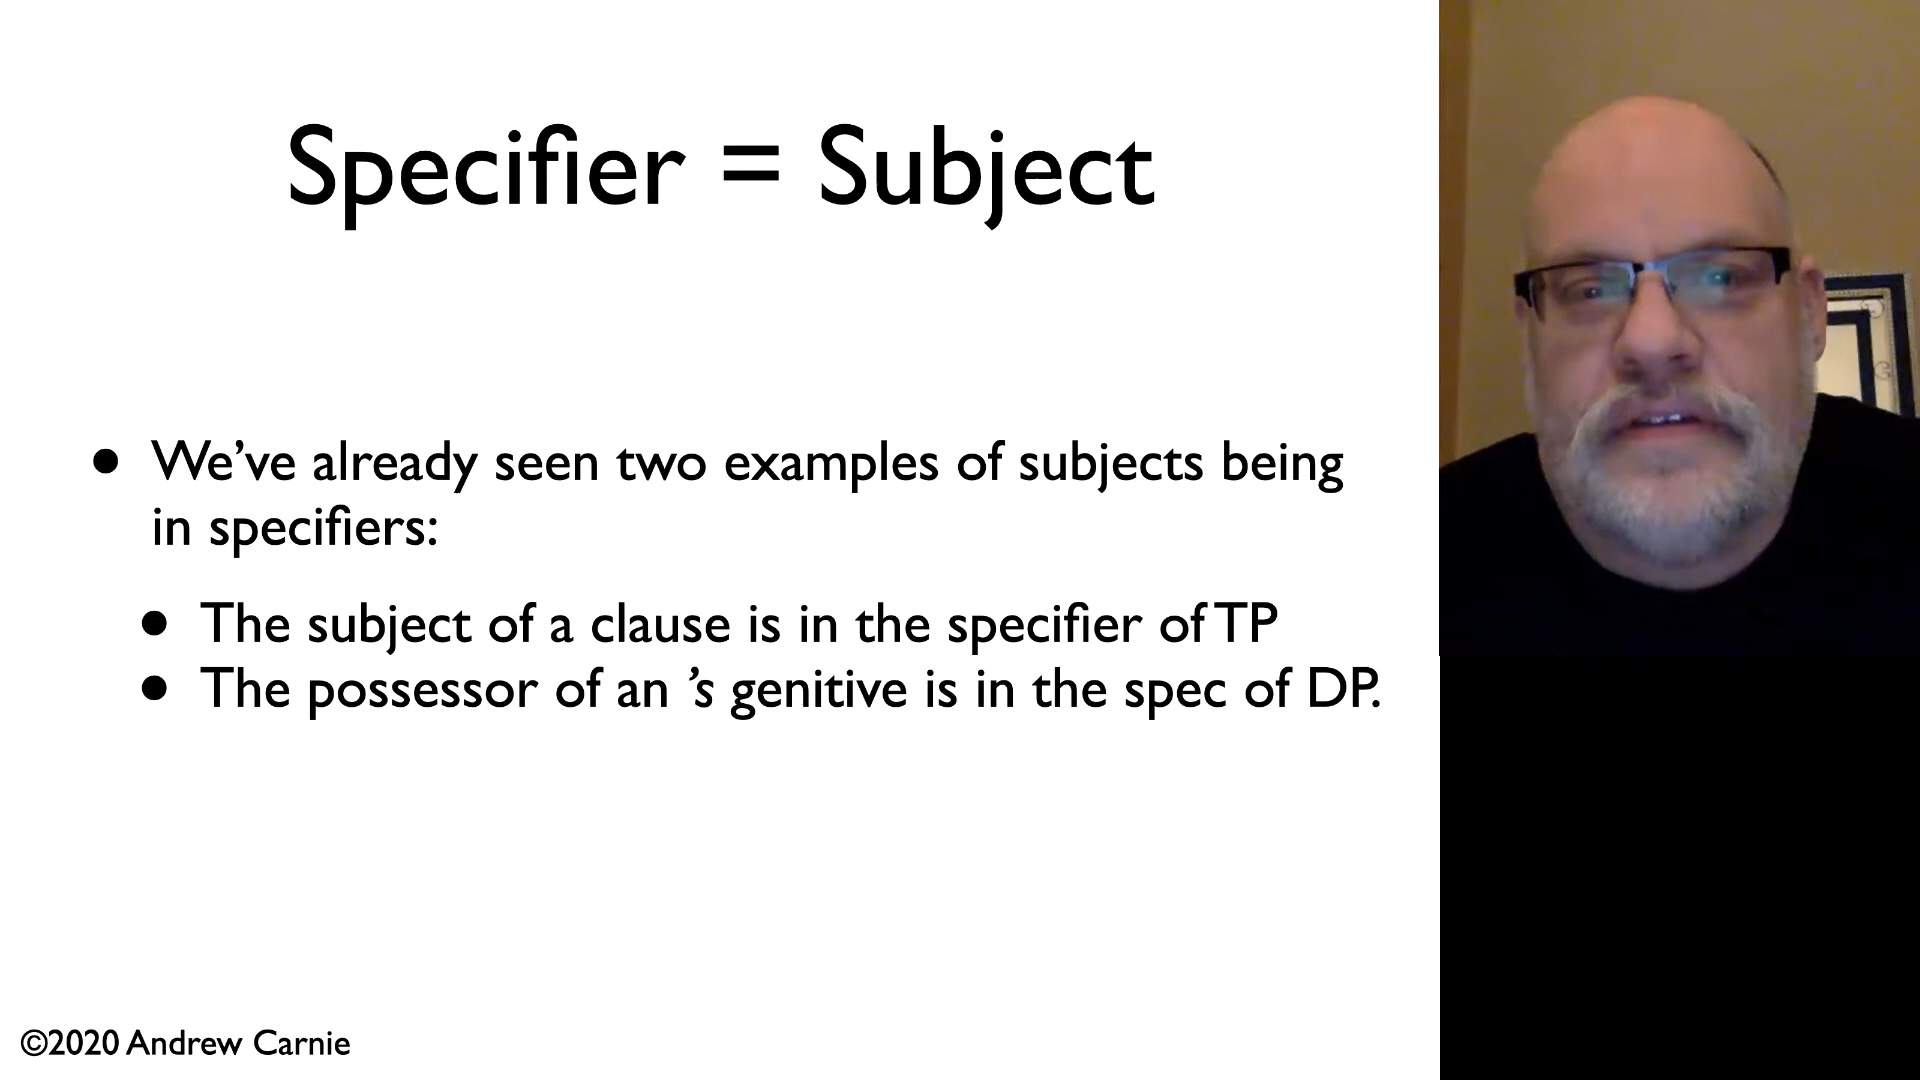 Specifier = Subject
• We’ve already seen two examples of subjects being
in specifiers:
• The subject of a clause is in the specifier of TP
• The possessor of an ’s genitive is in the spec of DP.
©2020 Andrew Carnie